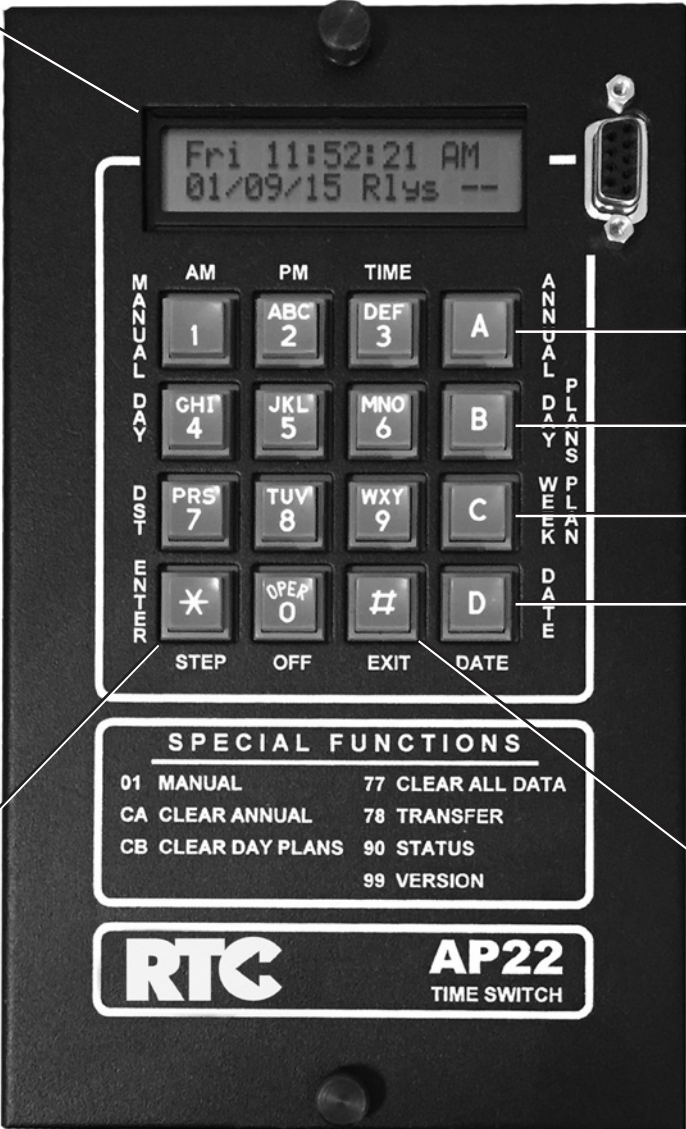 Fri 11:52:21 AM
01/09/15 Rlys --
AM PM TIME
MANUAL DAY
DST
ENTER
1
ABC
2
DEF
3
A
GHI
4
JKL
5
MNO
6
B
PRS
7
TUV
8
WXY
9
C
*
OPER
0
#
D
ANNUAL DAY
PLANS
WEEK
PLAN
DATE
STEP OFF EXIT DATE
SPECIAL FUNCTIONS
01 MANUAL
CA CLEAR ANNUAL
CB CLEAR DAY PLANS
77 CLEAR ALL DATA
78 TRANSFER
90 STATUS
99 VERSION
RTC
AP22
TIME SWITCH